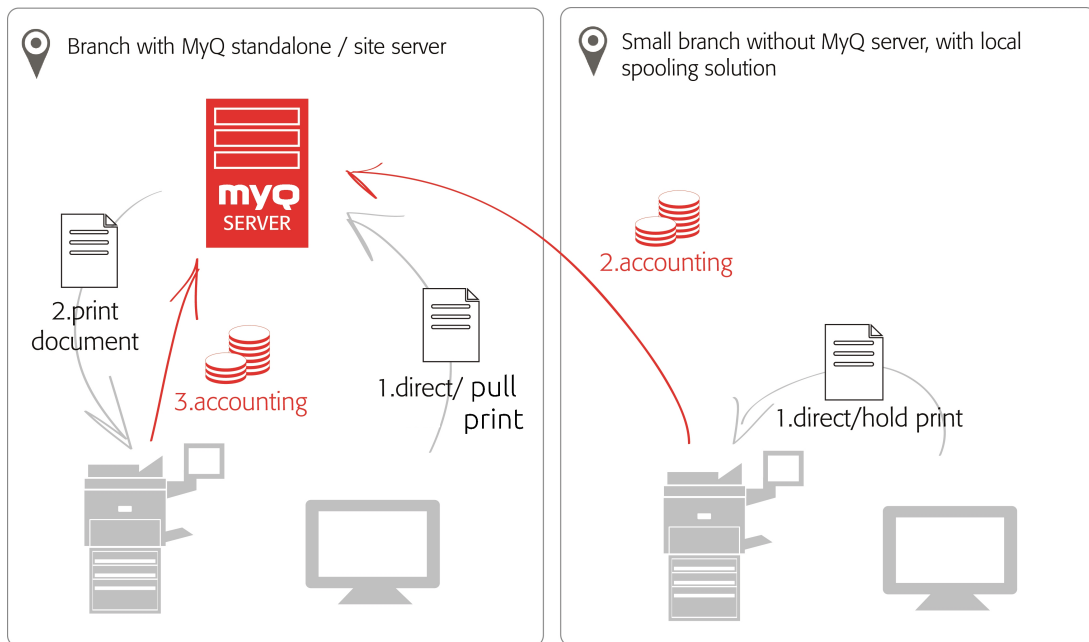 Branch with MyQ standalone / site server
myQ
SERVER
2.print
document
3.accounting
1.direct/ pull
print
Small branch without MyQ server, with local
spooling solution
2.accounting
1.direct/hold print